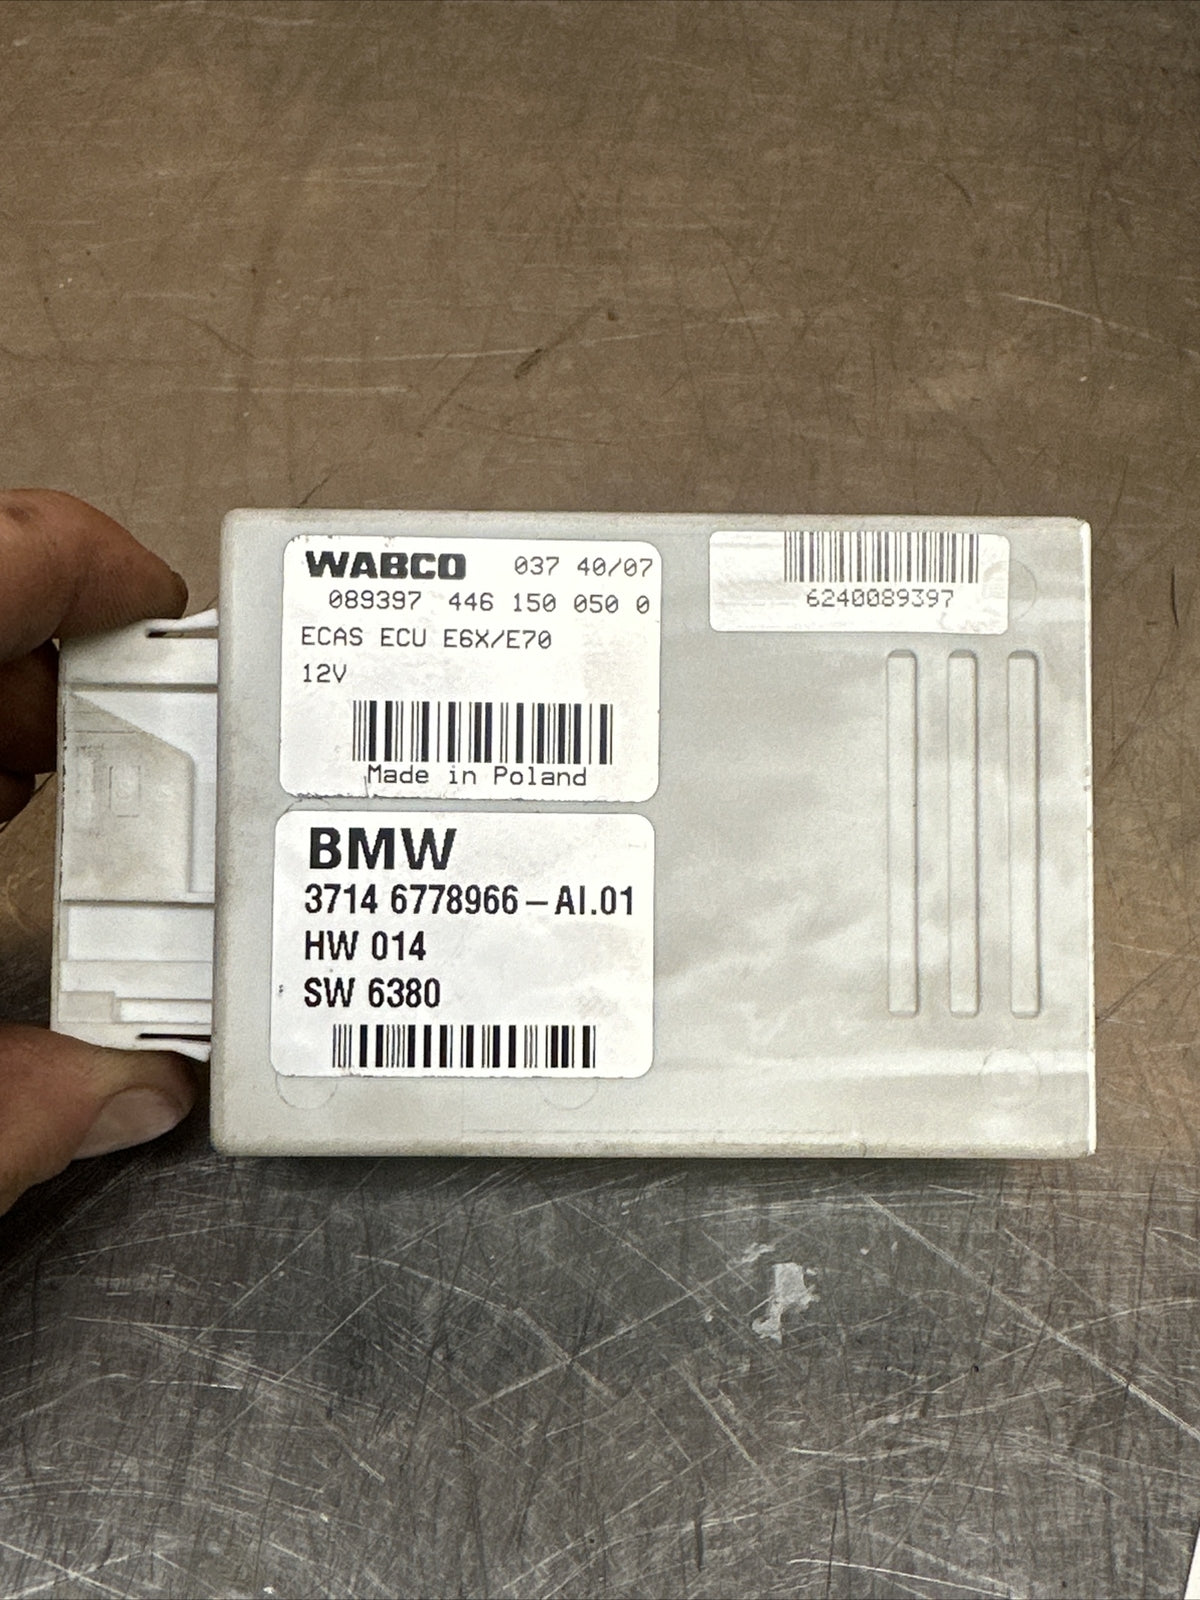 WABCO 037 40/07
089397 446 150 050 0
ECAS ECU E6X/E70
12V
Made in Poland
6240089397
BMW
3714 6778966-AI.01
HW 014
SW 6380